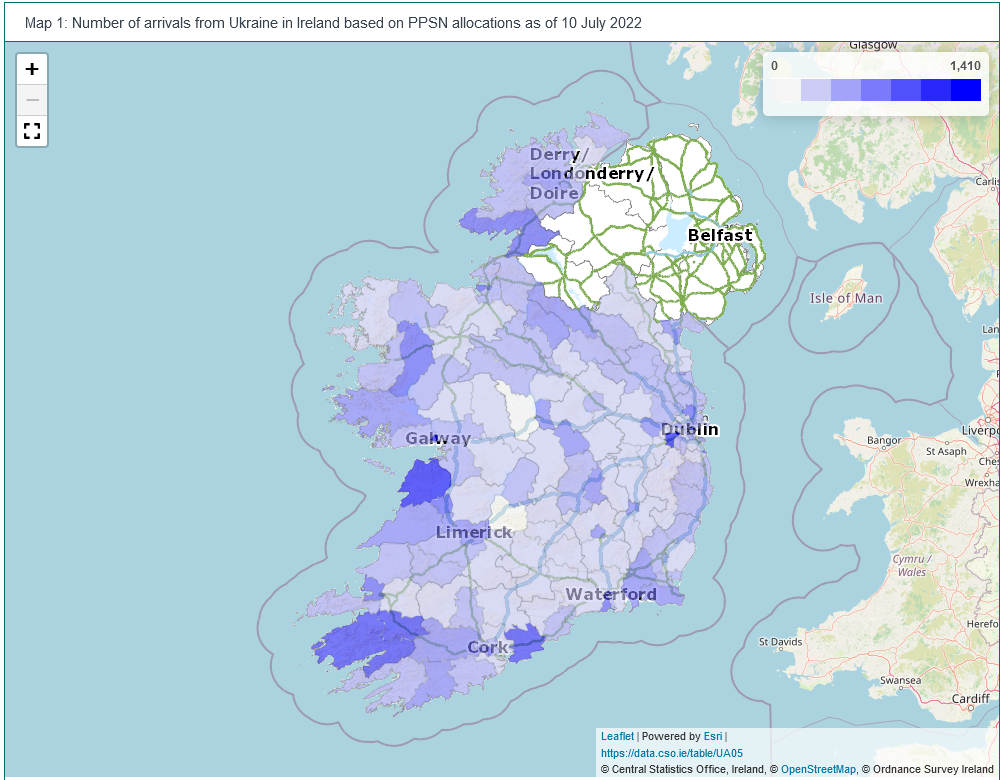 Map 1: Number of arrivals from Ukraine in Ireland based on PPSN allocations as of 10 July 2022
Glasgow
+
0 1,410
−
Derry/
Londonderry/
Doire
Carlis
Belfast
Isle of Man
Lan
Dublin
Liverpo
Galway
Bangor
St Asaph
Ches
Wrexha
Limerick
Cymru /
Wales
Waterford
Herefo
St Davids
Cork
Swansea
Cardiff
Leaflet | Powered by Esri |
https://data.cso.ie/table/UA05
© Central Statistics Office, Ireland, © OpenStreetMap, © Ordnance Survey Ireland